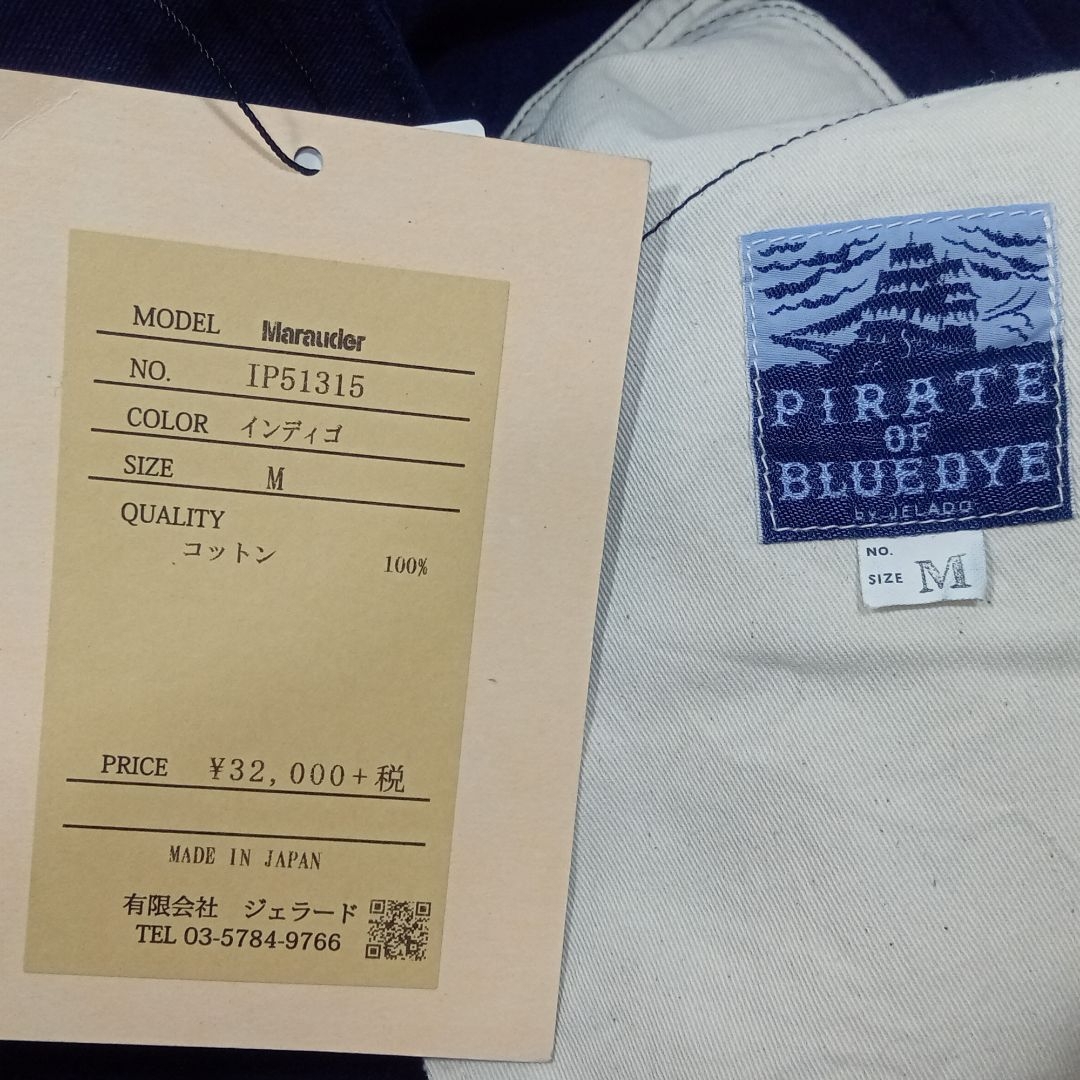 MODEL Marauder
NO. IP51315
COLOR インディゴ
SIZE M
QUALITY
コットン 100%
PRICE ¥32,000+税
MADE IN JAPAN
有限会社 ジェラード
TEL 03-5784-9766
PIRATE
OF
BLUEDYE
by JELADO
NO.
SIZE M